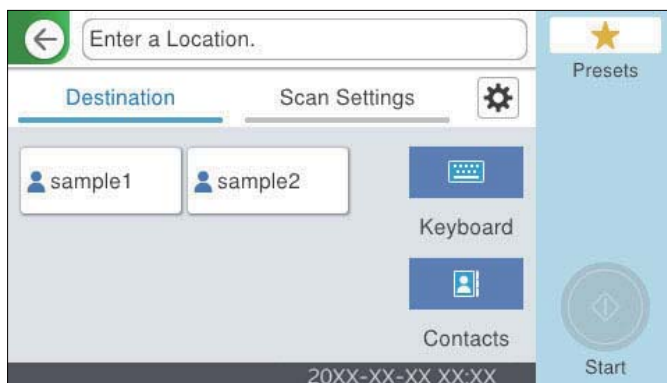 Enter a Location.
Presets
Destination
Scan Settings
sample1
sample2
Keyboard
Contacts
20XX-XX-XX XX:XX
Start